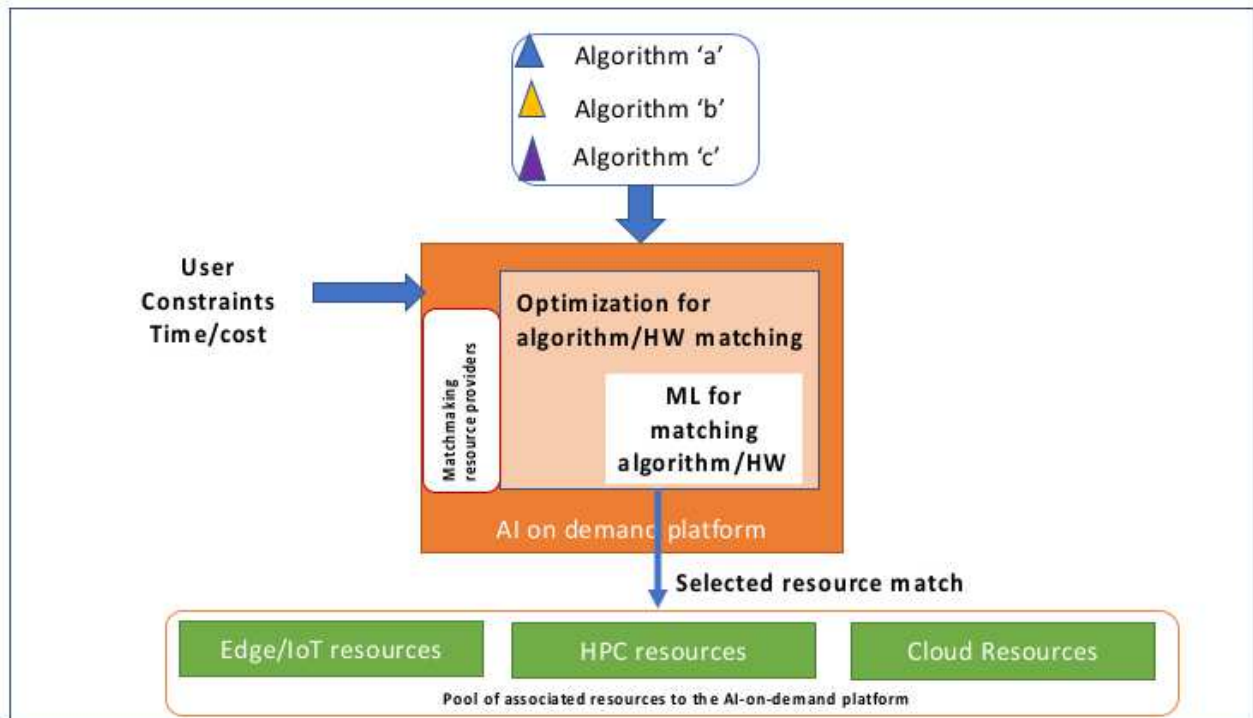 Algorithm ‘a’
Algorithm ‘b’
Algorithm ‘c’
User
Constraints
Time/cost
Optimization for
algorithm/HW matching
Matchmaking
resource providers
ML for
matching
algorithm/HW
AI on demand platform
Selected resource match
Edge/IoT resources
HPC resources
Cloud Resources
Pool of associated resources to the AI-on-demand platform